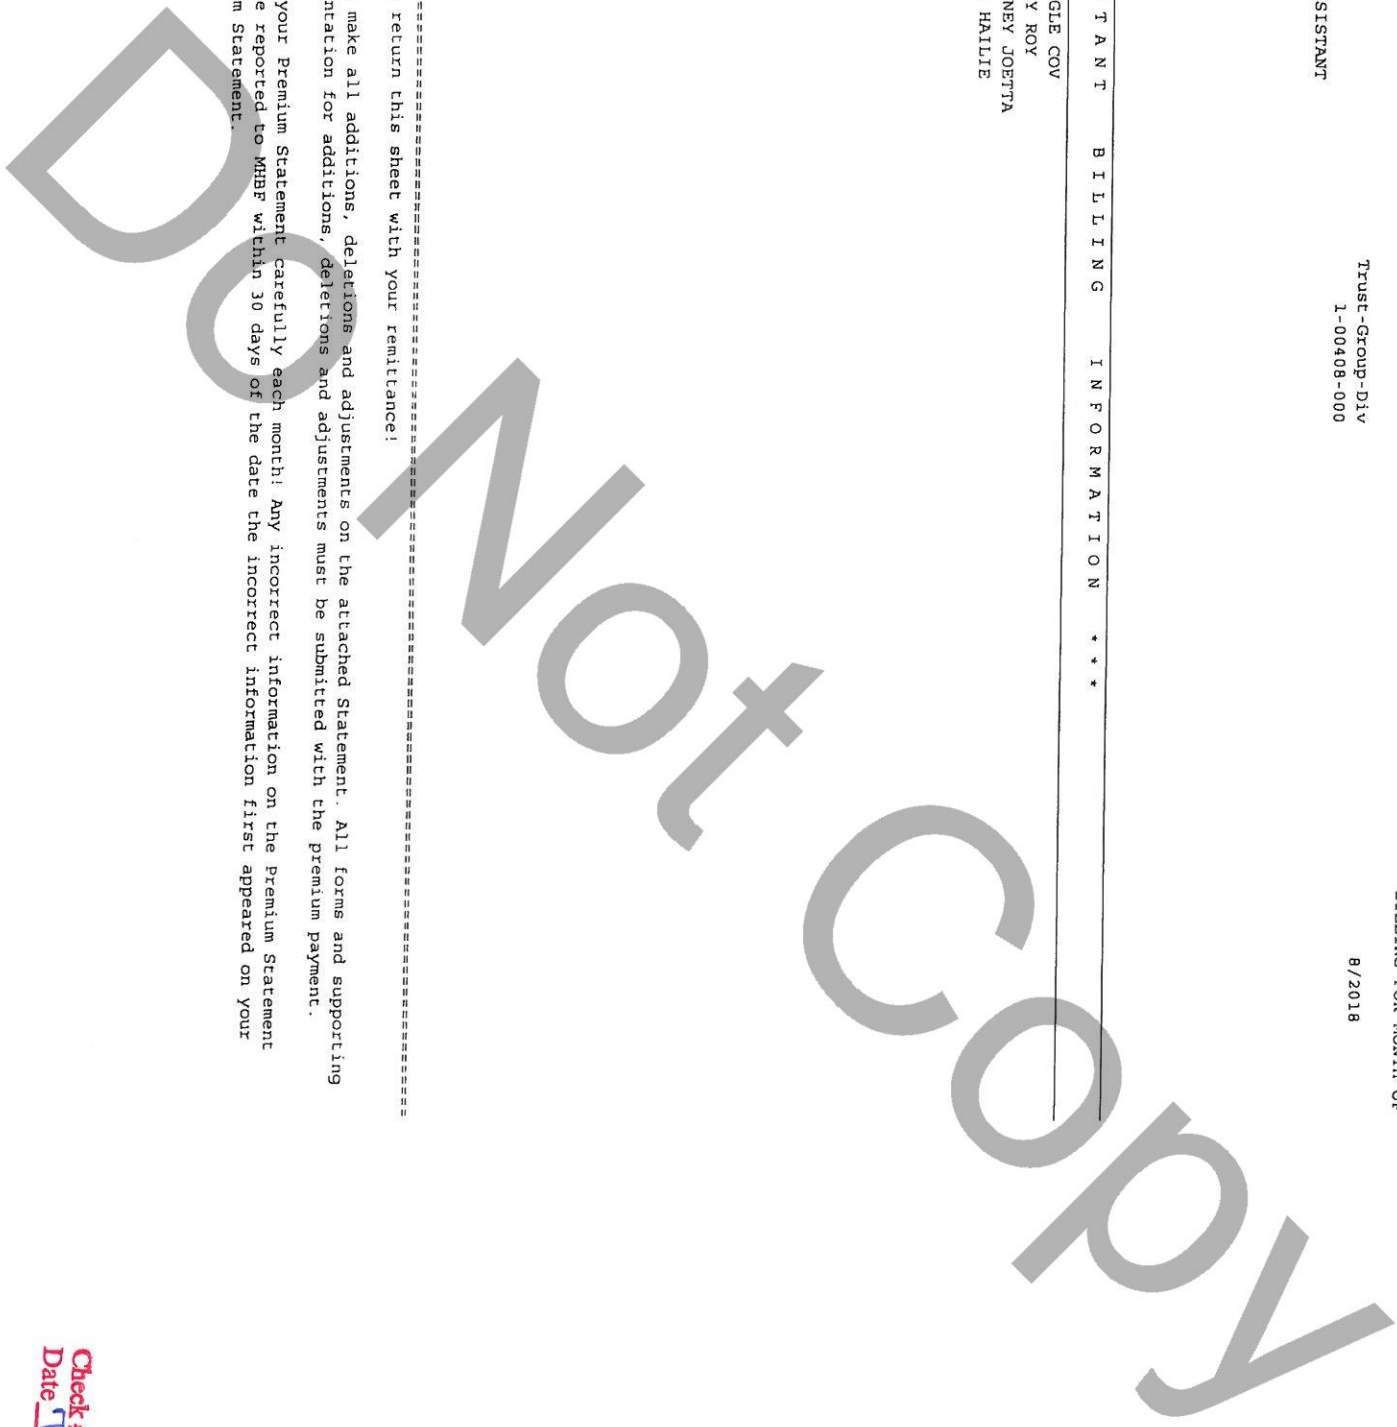 8/2018
Trust-Group-Div
1-00408-000
SISTANT
T A N T   B I L L I N G   I N F O R M A T I O N   * * *
GLE COV
Y ROY
NEY JOETTA
HAILIE
================================================================
return this sheet with your remittance!
make all additions, deletions and adjustments on the attached Statement. All forms and supporting
ntation for additions, deletions and adjustments must be submitted with the premium payment.
your Premium Statement carefully each month! Any incorrect information on the Premium Statement
e reported to MHBF within 30 days of the date the incorrect information first appeared on your
m Statement.
Check
Date
Do Not Copy